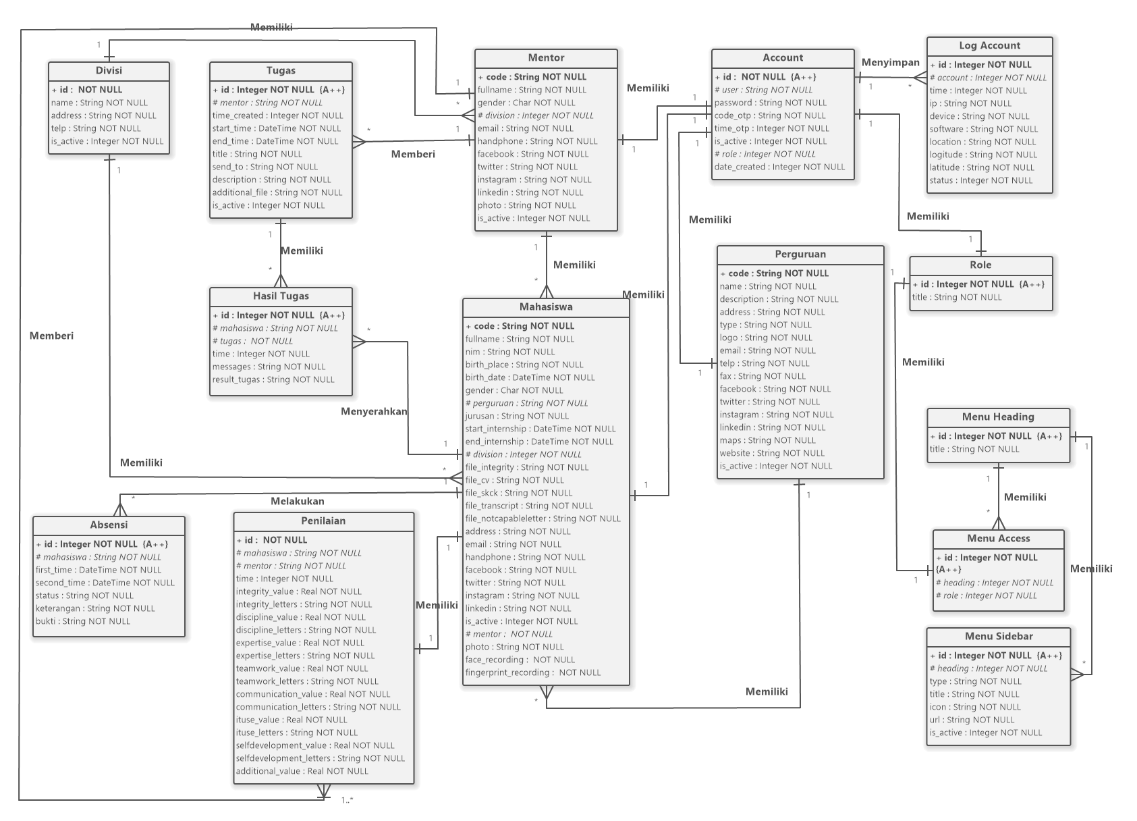 Memiliki
1
Divisi
+ id : NOT NULL
name : String NOT NULL
address : String NOT NULL
telp : String NOT NULL
is_active : Integer NOT NULL
1
Tugas
+ id : Integer NOT NULL (A++)
# mentor : String NOT NULL
time_created : Integer NOT NULL
start_time : DateTime NOT NULL
end_time : DateTime NOT NULL
title : String NOT NULL
send_to : String NOT NULL
description : String NOT NULL
additional_file : String NOT NULL
is_active : Integer NOT NULL
*
1
Memberi
1
*
Mentor
+ code : String NOT NULL
fullname : String NOT NULL
gender : Char NOT NULL
# division : Integer NOT NULL
email : String NOT NULL
handphone : String NOT NULL
facebook : String NOT NULL
twitter : String NOT NULL
instagram : String NOT NULL
linkedin : String NOT NULL
photo : String NOT NULL
is_active : Integer NOT NULL
Memiliki
1
1
Account
+ id : NOT NULL (A++)
# user : String NOT NULL
password : String NOT NULL
code_otp : String NOT NULL
time_otp : Integer NOT NULL
is_active : Integer NOT NULL
# role : Integer NOT NULL
date_created : Integer NOT NULL
1
1
1
Menyimpan
1
*
Log Account
+ id : Integer NOT NULL
# account : Integer NOT NULL
time : Integer NOT NULL
ip : String NOT NULL
device : String NOT NULL
software : String NOT NULL
location : String NOT NULL
logitude : String NOT NULL
latitude : String NOT NULL
status : Integer NOT NULL
1
Memiliki
1
Role
+ id : Integer NOT NULL (A++)
title : String NOT NULL
1
Memiliki
1
Memiliki
1
*
Hasil Tugas
+ id : Integer NOT NULL (A++)
# mahasiswa : String NOT NULL
# tugas : NOT NULL
time : Integer NOT NULL
messages : String NOT NULL
result_tugas : String NOT NULL
*
Menyerahkan
1
1
Memiliki
*
Mahasiswa
+ code : String NOT NULL
fullname : String NOT NULL
nim : String NOT NULL
birth_place : String NOT NULL
birth_date : DateTime NOT NULL
gender : Char NOT NULL
# perguruan : String NOT NULL
jurusan : String NOT NULL
start_internship : DateTime NOT NULL
end_internship : DateTime NOT NULL
# division : Integer NOT NULL
file_integrity : String NOT NULL
file_cv : String NOT NULL
file_skck : String NOT NULL
file_transcript : String NOT NULL
file_notcapableletter : String NOT NULL
address : String NOT NULL
email : String NOT NULL
handphone : String NOT NULL
facebook : String NOT NULL
twitter : String NOT NULL
instagram : String NOT NULL
linkedin : String NOT NULL
is_active : Integer NOT NULL
# mentor : NOT NULL
photo : String NOT NULL
face_recording : NOT NULL
fingerprint_recording : NOT NULL
Memiliki
1
Memiliki
1
Perguruan
+ code : String NOT NULL
name : String NOT NULL
description : String NOT NULL
address : String NOT NULL
type : String NOT NULL
logo : String NOT NULL
email : String NOT NULL
telp : String NOT NULL
fax : String NOT NULL
facebook : String NOT NULL
twitter : String NOT NULL
instagram : String NOT NULL
linkedin : String NOT NULL
maps : String NOT NULL
website : String NOT NULL
is_active : Integer NOT NULL
1
Memiliki
*
Memberi
Memiliki
*
1
Melakukan
*
Absensi
+ id : Integer NOT NULL (A++)
# mahasiswa : String NOT NULL
first_time : DateTime NOT NULL
second_time : DateTime NOT NULL
status : String NOT NULL
keterangan : String NOT NULL
bukti : String NOT NULL
Penilaian
+ id : NOT NULL
# mahasiswa : String NOT NULL
# mentor : String NOT NULL
time : Integer NOT NULL
integrity_value : Real NOT NULL
integrity_letters : String NOT NULL
discipline_value : Real NOT NULL
discipline_letters : String NOT NULL
expertise_value : Real NOT NULL
expertise_letters : String NOT NULL
teamwork_value : Real NOT NULL
teamwork_letters : String NOT NULL
communication_value : Real NOT NULL
communication_letters : String NOT NULL
ituse_value : Real NOT NULL
ituse_letters : String NOT NULL
selfdevelopment_value : Real NOT NULL
selfdevelopment_letters : String NOT NULL
additional_value : Real NOT NULL
1
Memiliki
1
1..*
Menu Heading
+ id : Integer NOT NULL (A++)
title : String NOT NULL
1
1
Memiliki
*
Menu Access
+ id : Integer NOT NULL
(A++)
# heading : Integer NOT NULL
# role : Integer NOT NULL
Memiliki
Menu Sidebar
+ id : Integer NOT NULL (A++)
# heading : Integer NOT NULL
type : String NOT NULL
title : String NOT NULL
icon : String NOT NULL
url : String NOT NULL
is_active : Integer NOT NULL
*